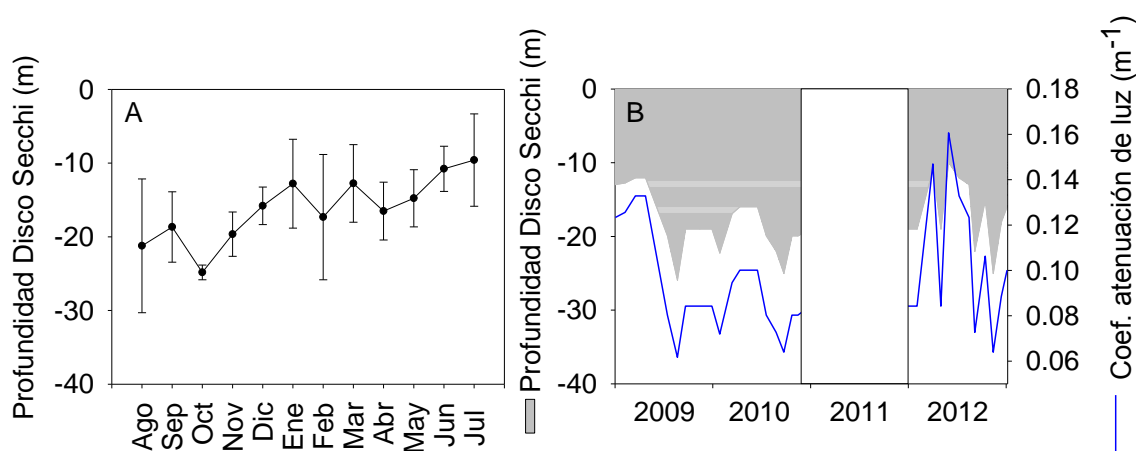 Profundidad Disco Secchi (m)
0
-10
-20
-30
-40
A
Ago
Sep
Oct
Nov
Dic
Ene
Feb
Mar
Abr
May
Jun
Jul
Profundidad Disco Secchi (m)
0
-10
-20
-30
-40
B
2009
2010
2011
2012
0.18
0.16
0.14
0.12
0.10
0.08
0.06
Coef. atenuación de luz (m-1)